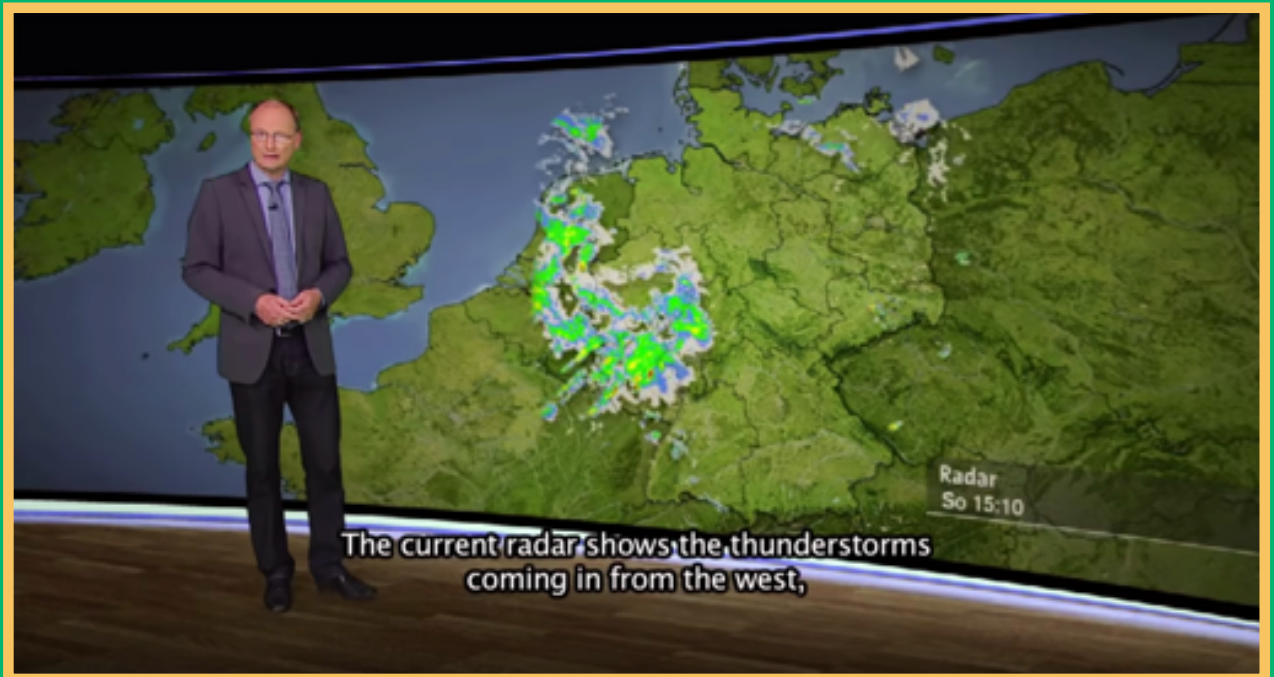 Radar
So 15:10
The current radar shows the thunderstorms
coming in from the west,